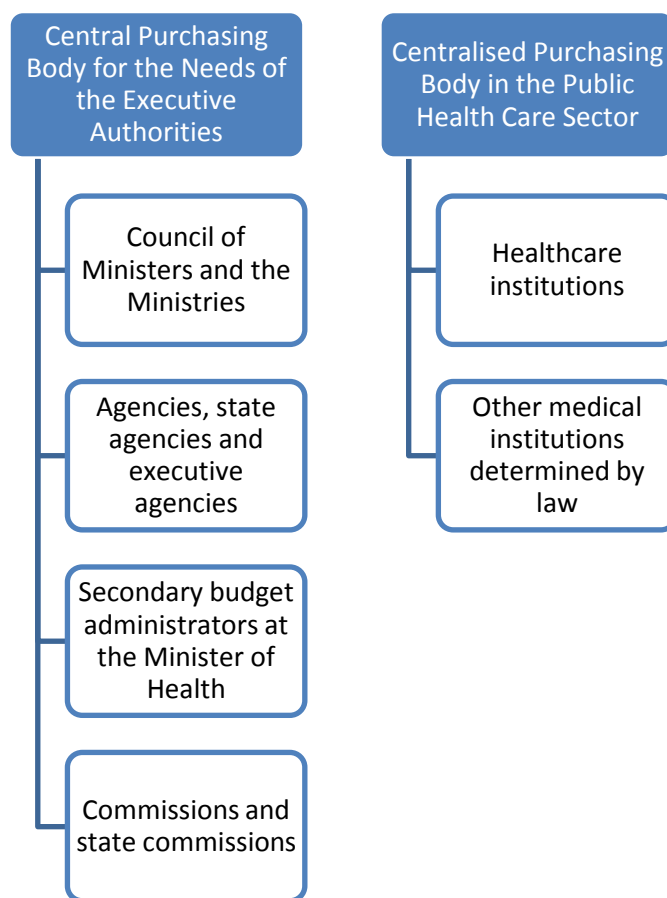 Central Purchasing
Body for the Needs of
the Executive
Authorities
Council of
Ministers and the
Ministries
Agencies, state
agencies and
executive
agencies
Secondary budget
administrators at
the Minister of
Health
Commissions and
state commissions
Centralised Purchasing
Body in the Public
Health Care Sector
Healthcare
institutions
Other medical
institutions
determined by
law